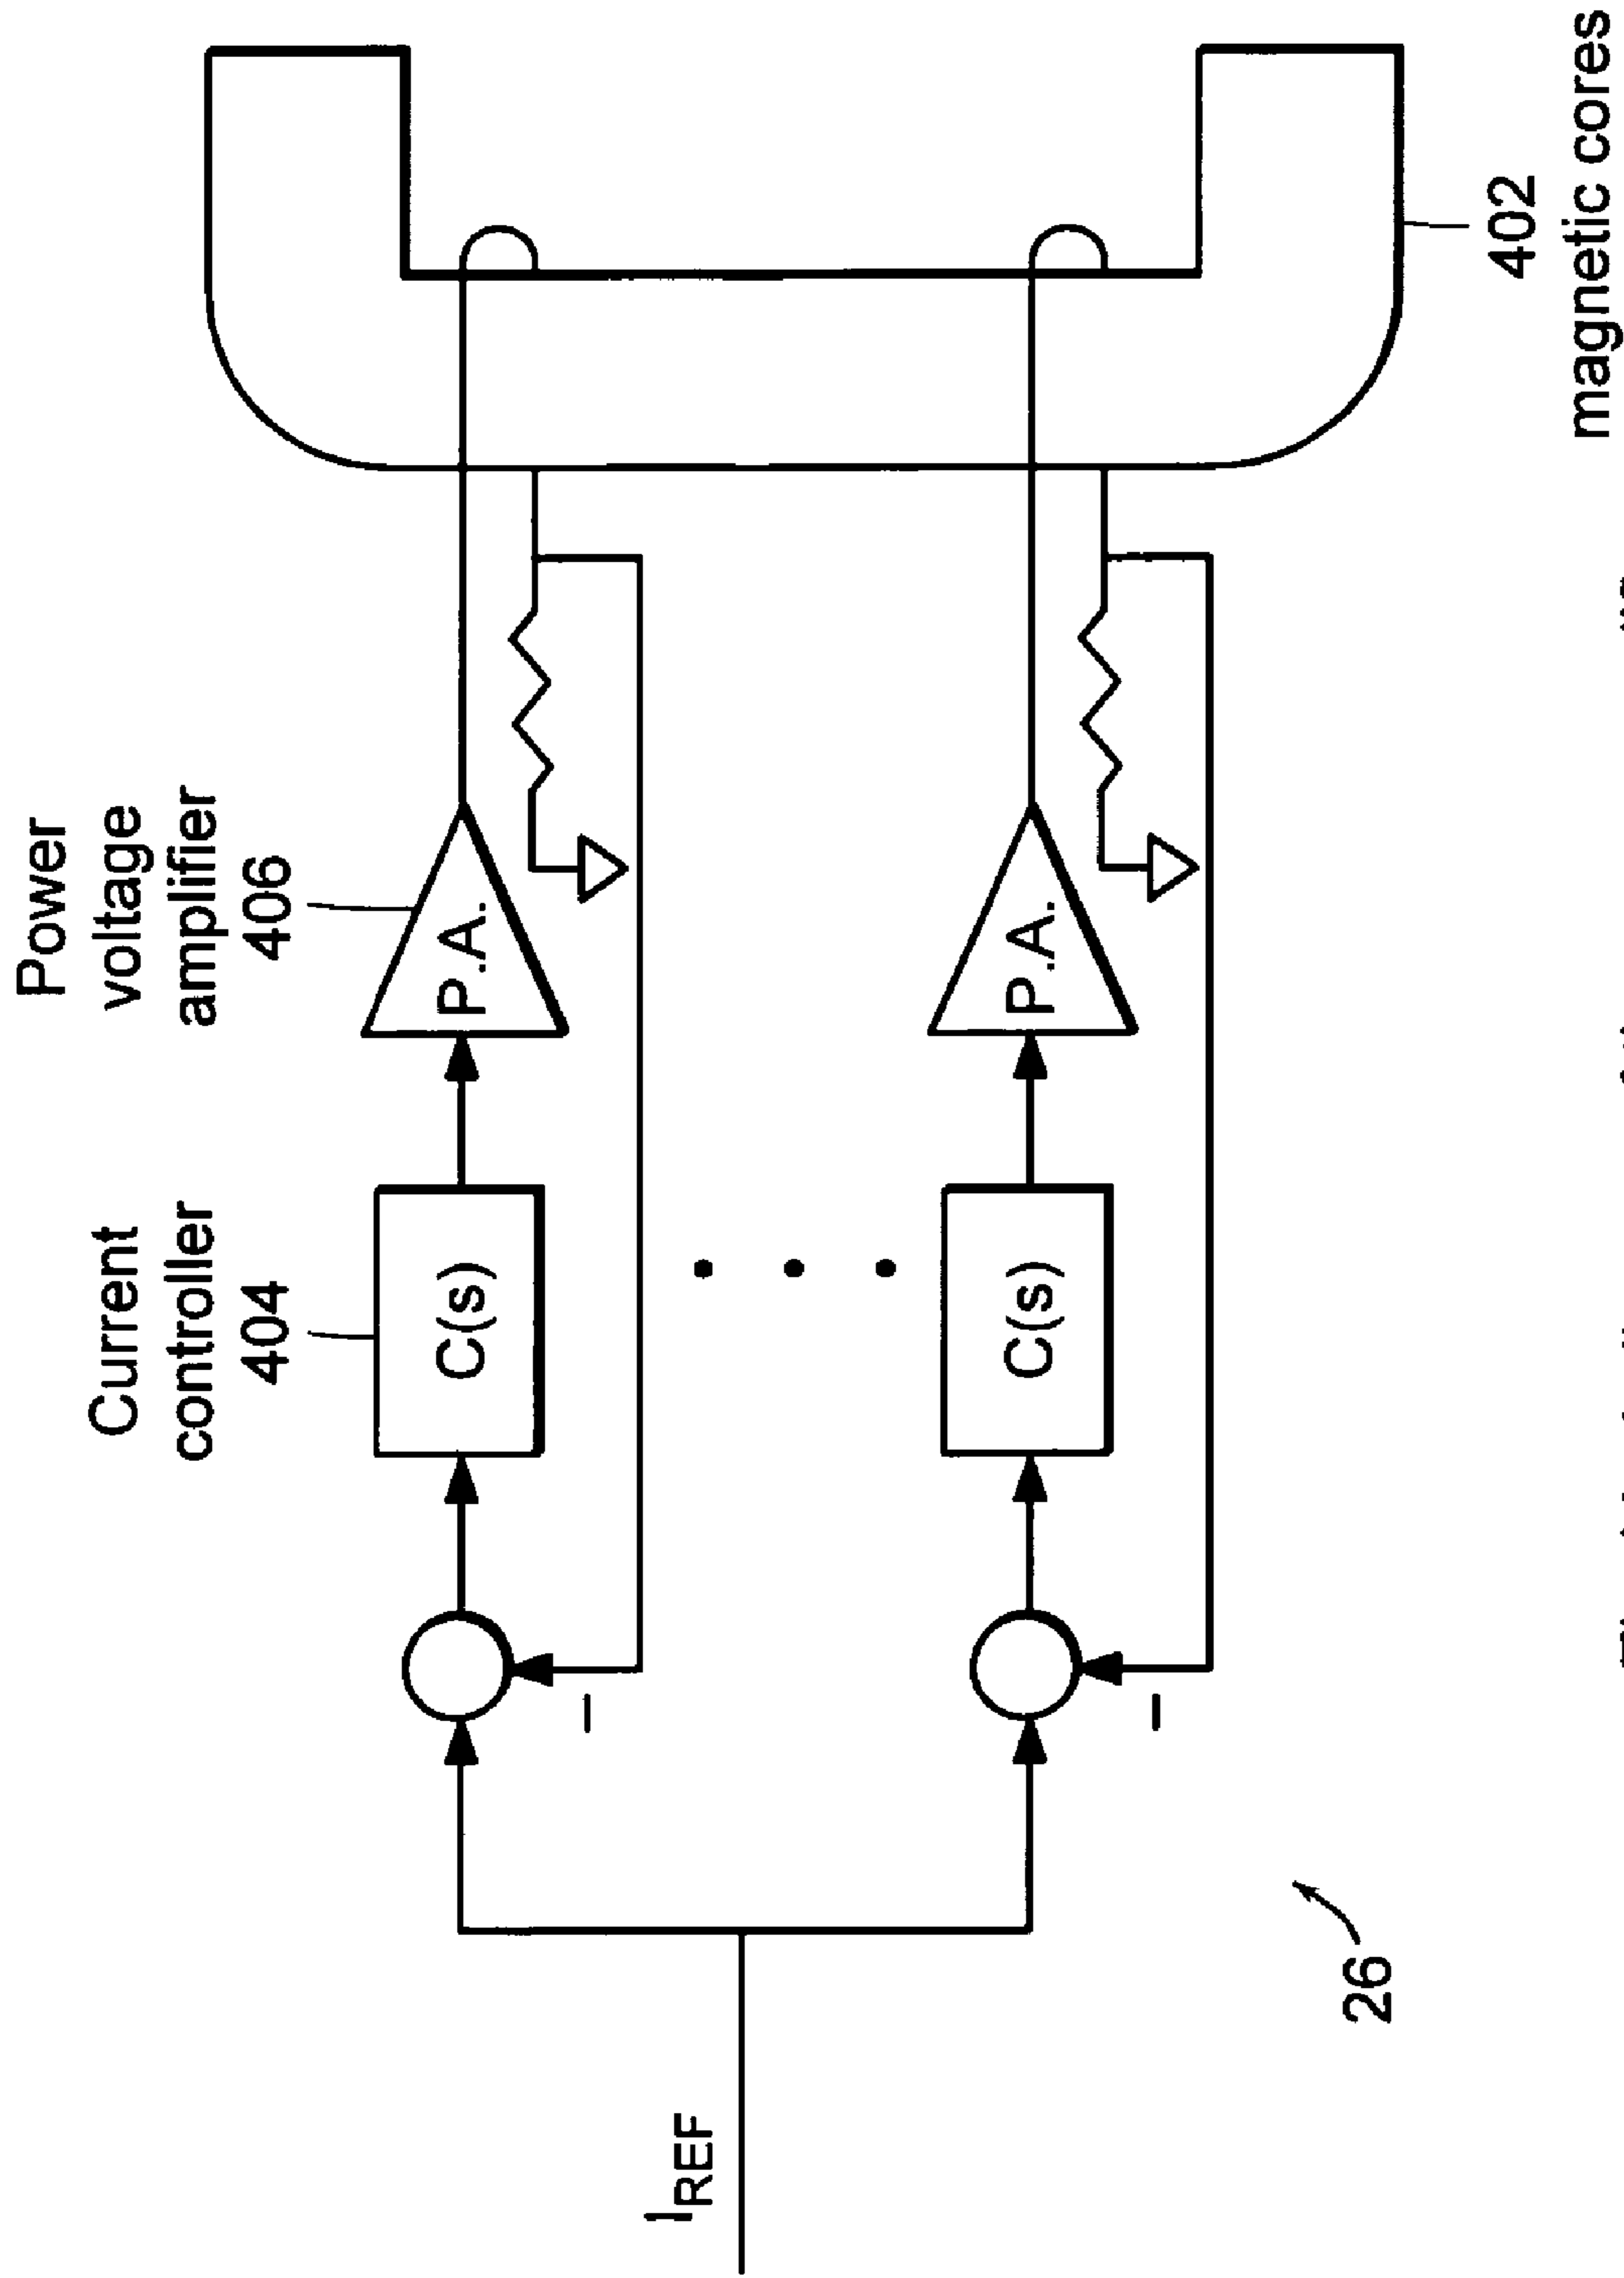 Power
voltage
amplifier
406
Current
controller
404
P.A.
C(s)
–
I_REF
P.A.
C(s)
–
26
402
magnetic cores